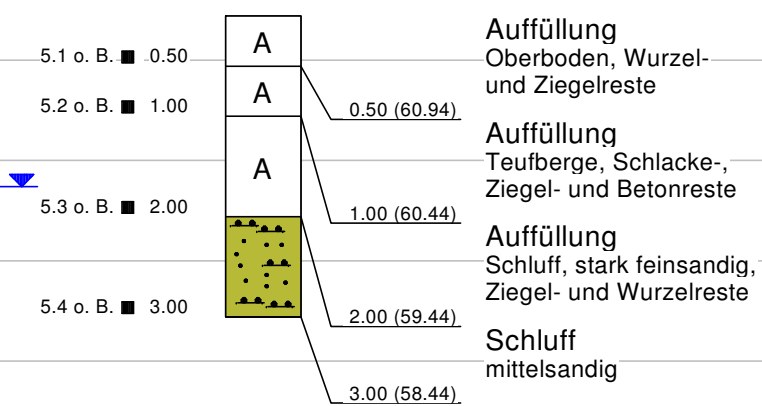 Auffüllung
A
5.1 o. B. 0.50
Oberboden, Wurzel-
und Ziegelreste
A
5.2 o. B. 1.00
0.50 (60.94)
Auffüllung
Teufberge, Schlacke-,
A
Ziegel- und Betonreste
5.3 o. B. 2.00
1.00 (60.44)
Auffüllung
Schluff, stark feinsandig,
Ziegel- und Wurzelreste
5.4 o. B. 3.00
2.00 (59.44)
Schluff
mittelsandig
3.00 (58.44)